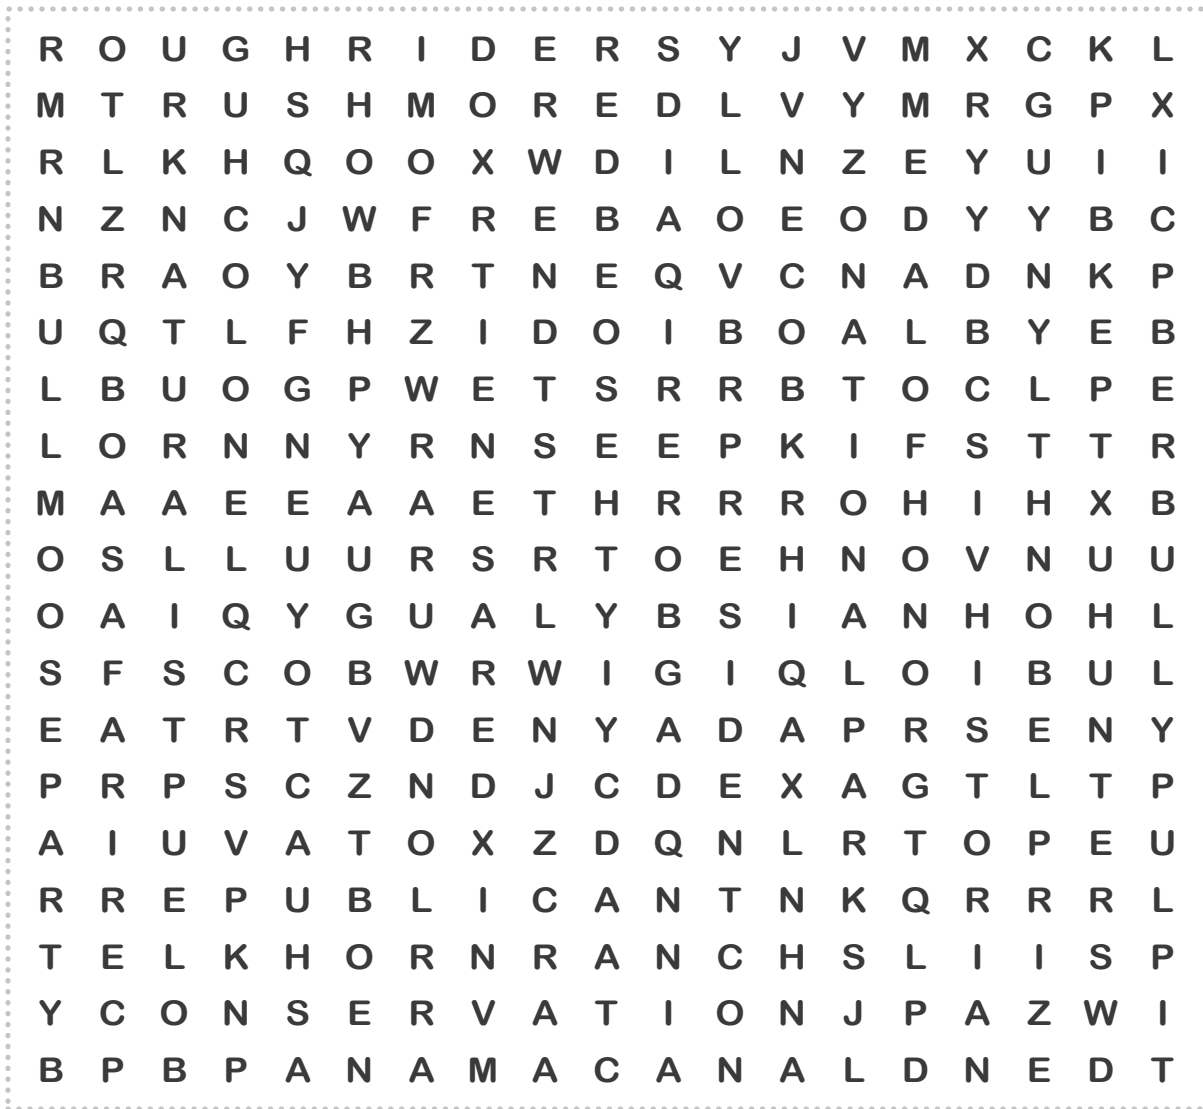 R O U G H R I D E R S Y J V M X C K L
M T R U S H M O R E D L V Y M R G P X
R L K H Q O O X W D I L N Z E Y U I I
N Z N C J W F R E B A O E O D Y Y B C
B R A O Y B R T N E Q V C N A D N K P
U Q T L F H Z I D O I B O A L B Y E B
L B U O G P W E T S R R B T O C L P E
L O R N N Y R N S E E P K I F S T T R
M A A E E A A E T H R R R O H I H X B
O S L L U U R S R T O E H N O V N U U
O A I Q Y G U A L Y B S I A N H O H L
S F S C O B W R W I G I Q L O I B U L
E A T R T V D E N Y A D A P R S E N Y
P R P S C Z N D J C D E X A G T L T P
A I U V A T O X Z D Q N L R T O P E U
R R E P U B L I C A N T N K Q R R R L
T E L K H O R N R A N C H S L I I S P
Y C O N S E R V A T I O N J P A Z W I
B P B P A N A M A C A N A L D N E D T